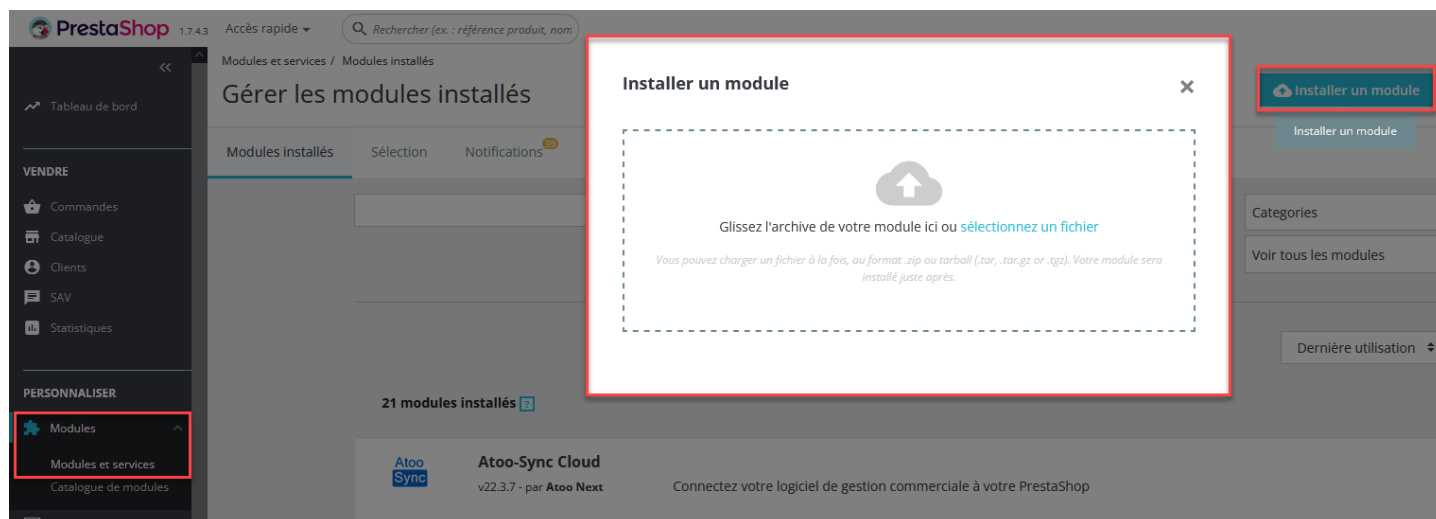 PrestaShop 1.7.4.3 Accès rapide Rechercher (ex. : référence produit, nom
Modules et services / Modules installés
Gérer les modules installés
Installer un module
Installer un module
Installer un module
Tableau de bord
Modules installés Sélection Notifications 39
VENDRE
Commandes
Catalogue
Clients
SAV
Statistiques
Glissez l'archive de votre module ici ou sélectionnez un fichier
Vous pouvez charger un fichier à la fois, au format .zip ou tarball (.tar, .tar.gz or .tgz). Votre module sera
installé juste après.
Categories
Voir tous les modules
Dernière utilisation
PERSONNALISER
Modules
Modules et services
Catalogue de modules
21 modules installés ?
Atoo
Sync
Atoo-Sync Cloud
v22.3.7 - par Atoo Next
Connectez votre logiciel de gestion commerciale à votre PrestaShop